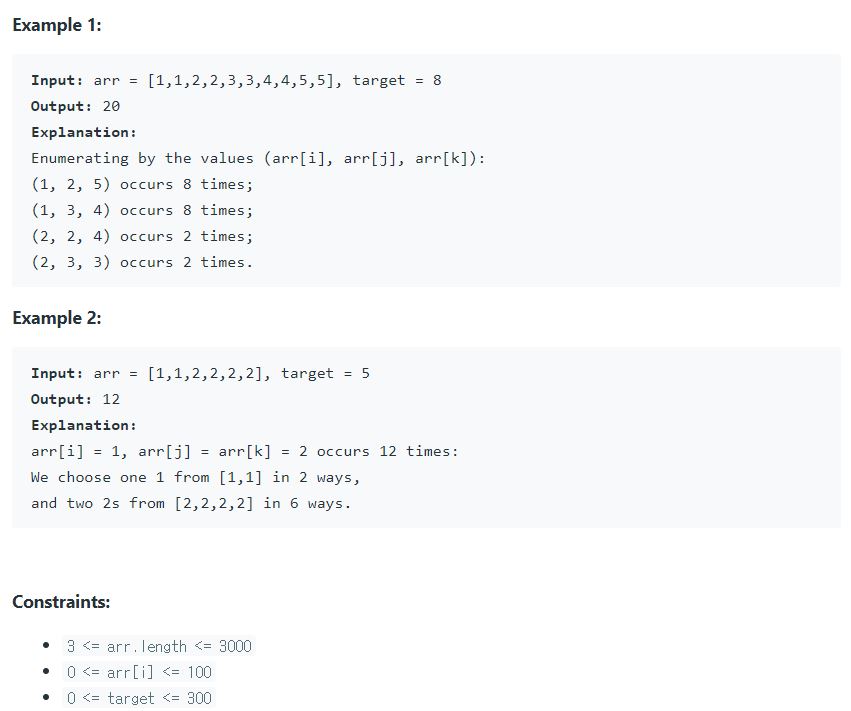 Example 1:
Input: arr = [1,1,2,2,3,3,4,4,5,5], target = 8
Output: 20
Explanation:
Enumerating by the values (arr[i], arr[j], arr[k]):
(1, 2, 5) occurs 8 times;
(1, 3, 4) occurs 8 times;
(2, 2, 4) occurs 2 times;
(2, 3, 3) occurs 2 times.
Example 2:
Input: arr = [1,1,2,2,2,2], target = 5
Output: 12
Explanation:
arr[i] = 1, arr[j] = arr[k] = 2 occurs 12 times:
We choose one 1 from [1,1] in 2 ways,
and two 2s from [2,2,2,2] in 6 ways.
Constraints:
• 3 <= arr.length <= 3000
• 0 <= arr[i] <= 100
• 0 <= target <= 300